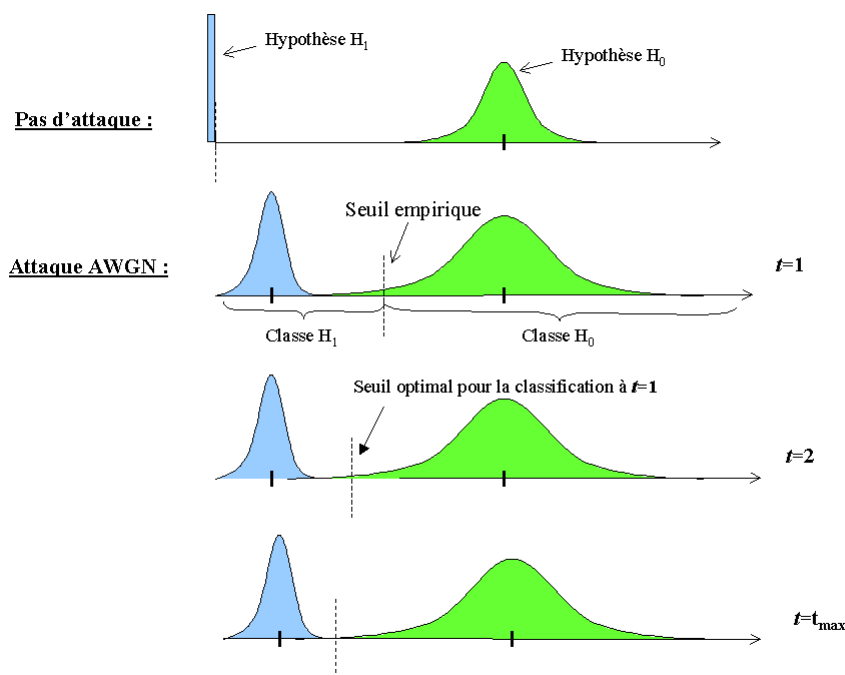 Hypothèse H1
Hypothèse H0
Pas d'attaque :
Seuil empirique
Attaque AWGN :
t=1
Classe H1
Classe H0
Seuil optimal pour la classification à t=1
t=2
t=tmax